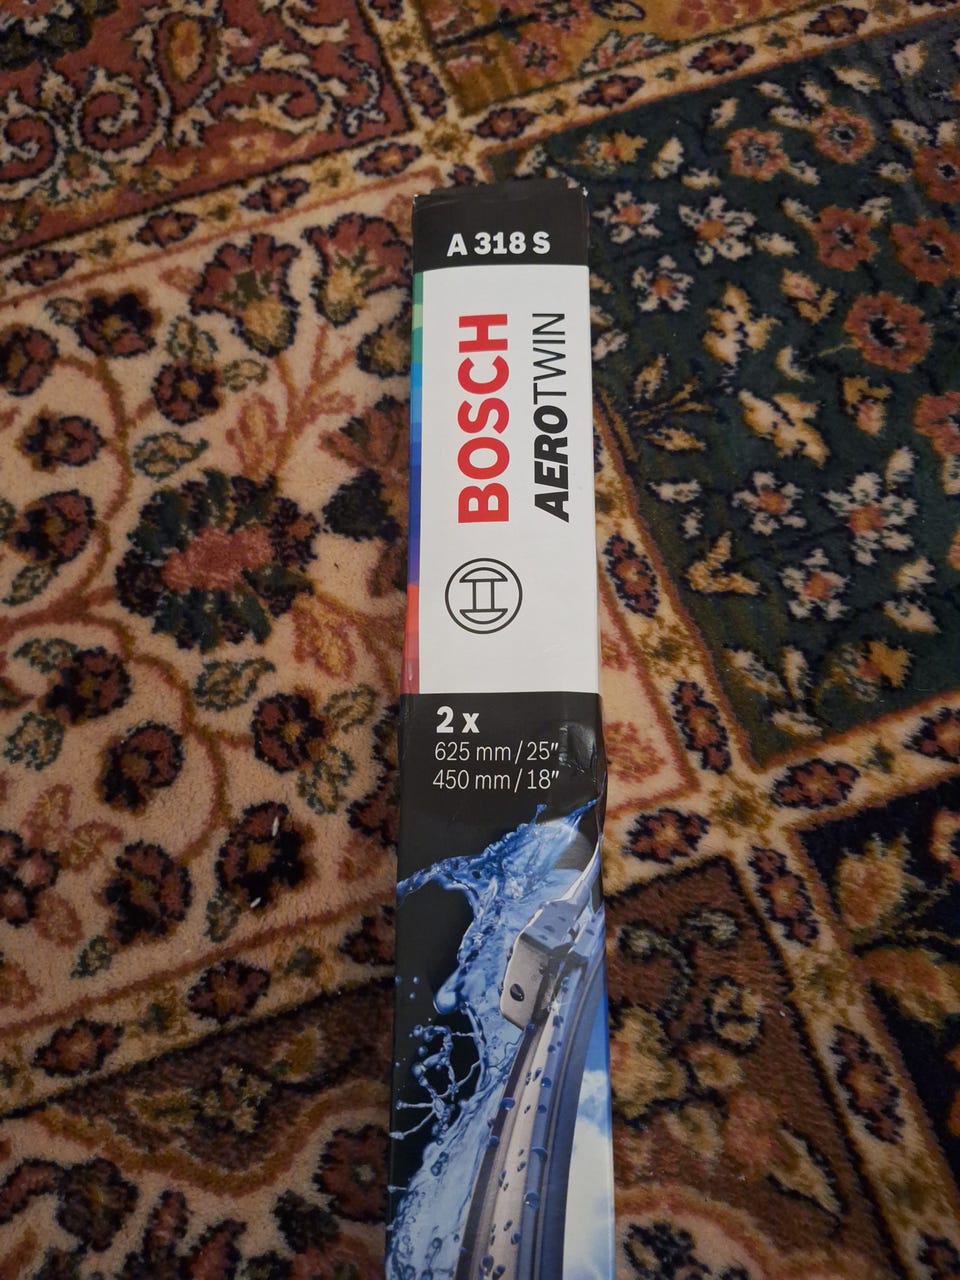 A 318 S
BOSCH
AEROTWIN
2 x
625 mm / 25″
450 mm / 18″